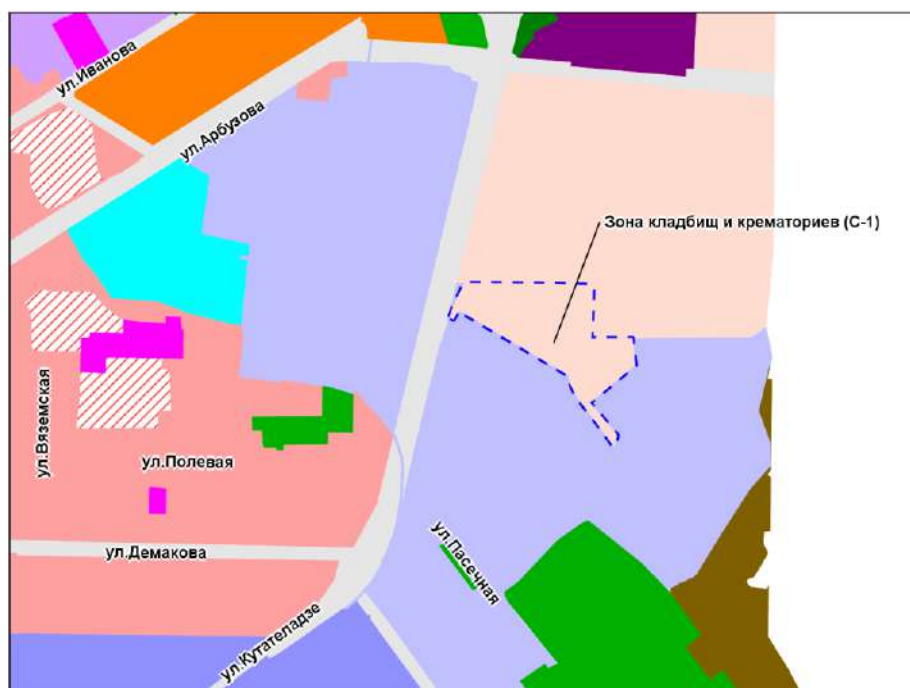 ул.Иванова
ул.Арбузова
Зона кладбищ и крематориев (С-1)
ул.Вяземская
ул.Полевая
ул.Демакова
ул.Пасечная
ул.Кутателадзе